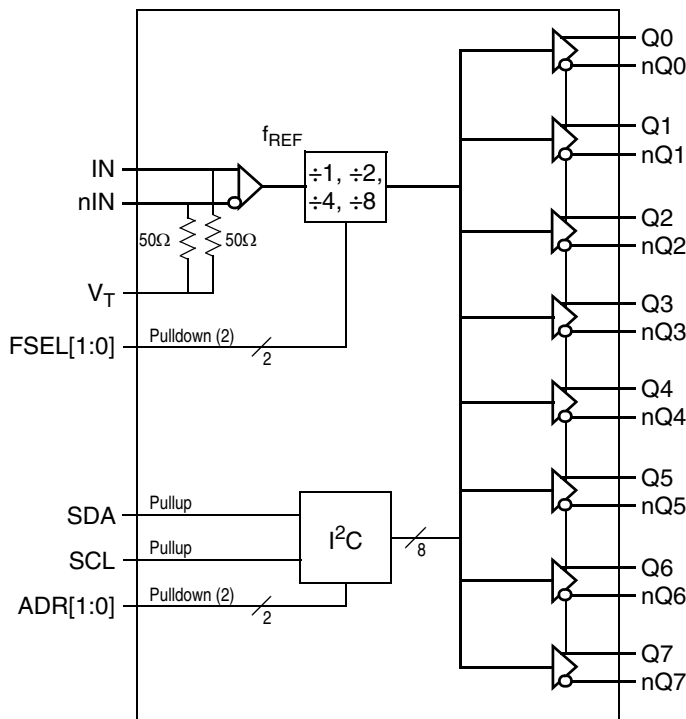 Q0
nQ0
Q1
nQ1
f_REF
IN
÷1, ÷2,
÷4, ÷8
nIN
50Ω
50Ω
Q2
nQ2
V_T
Q3
nQ3
FSEL[1:0]
Pulldown (2)
2
Q4
nQ4
Q5
nQ5
SDA
Pullup
I²C
SCL
Pullup
8
Q6
nQ6
ADR[1:0]
Pulldown (2)
2
Q7
nQ7